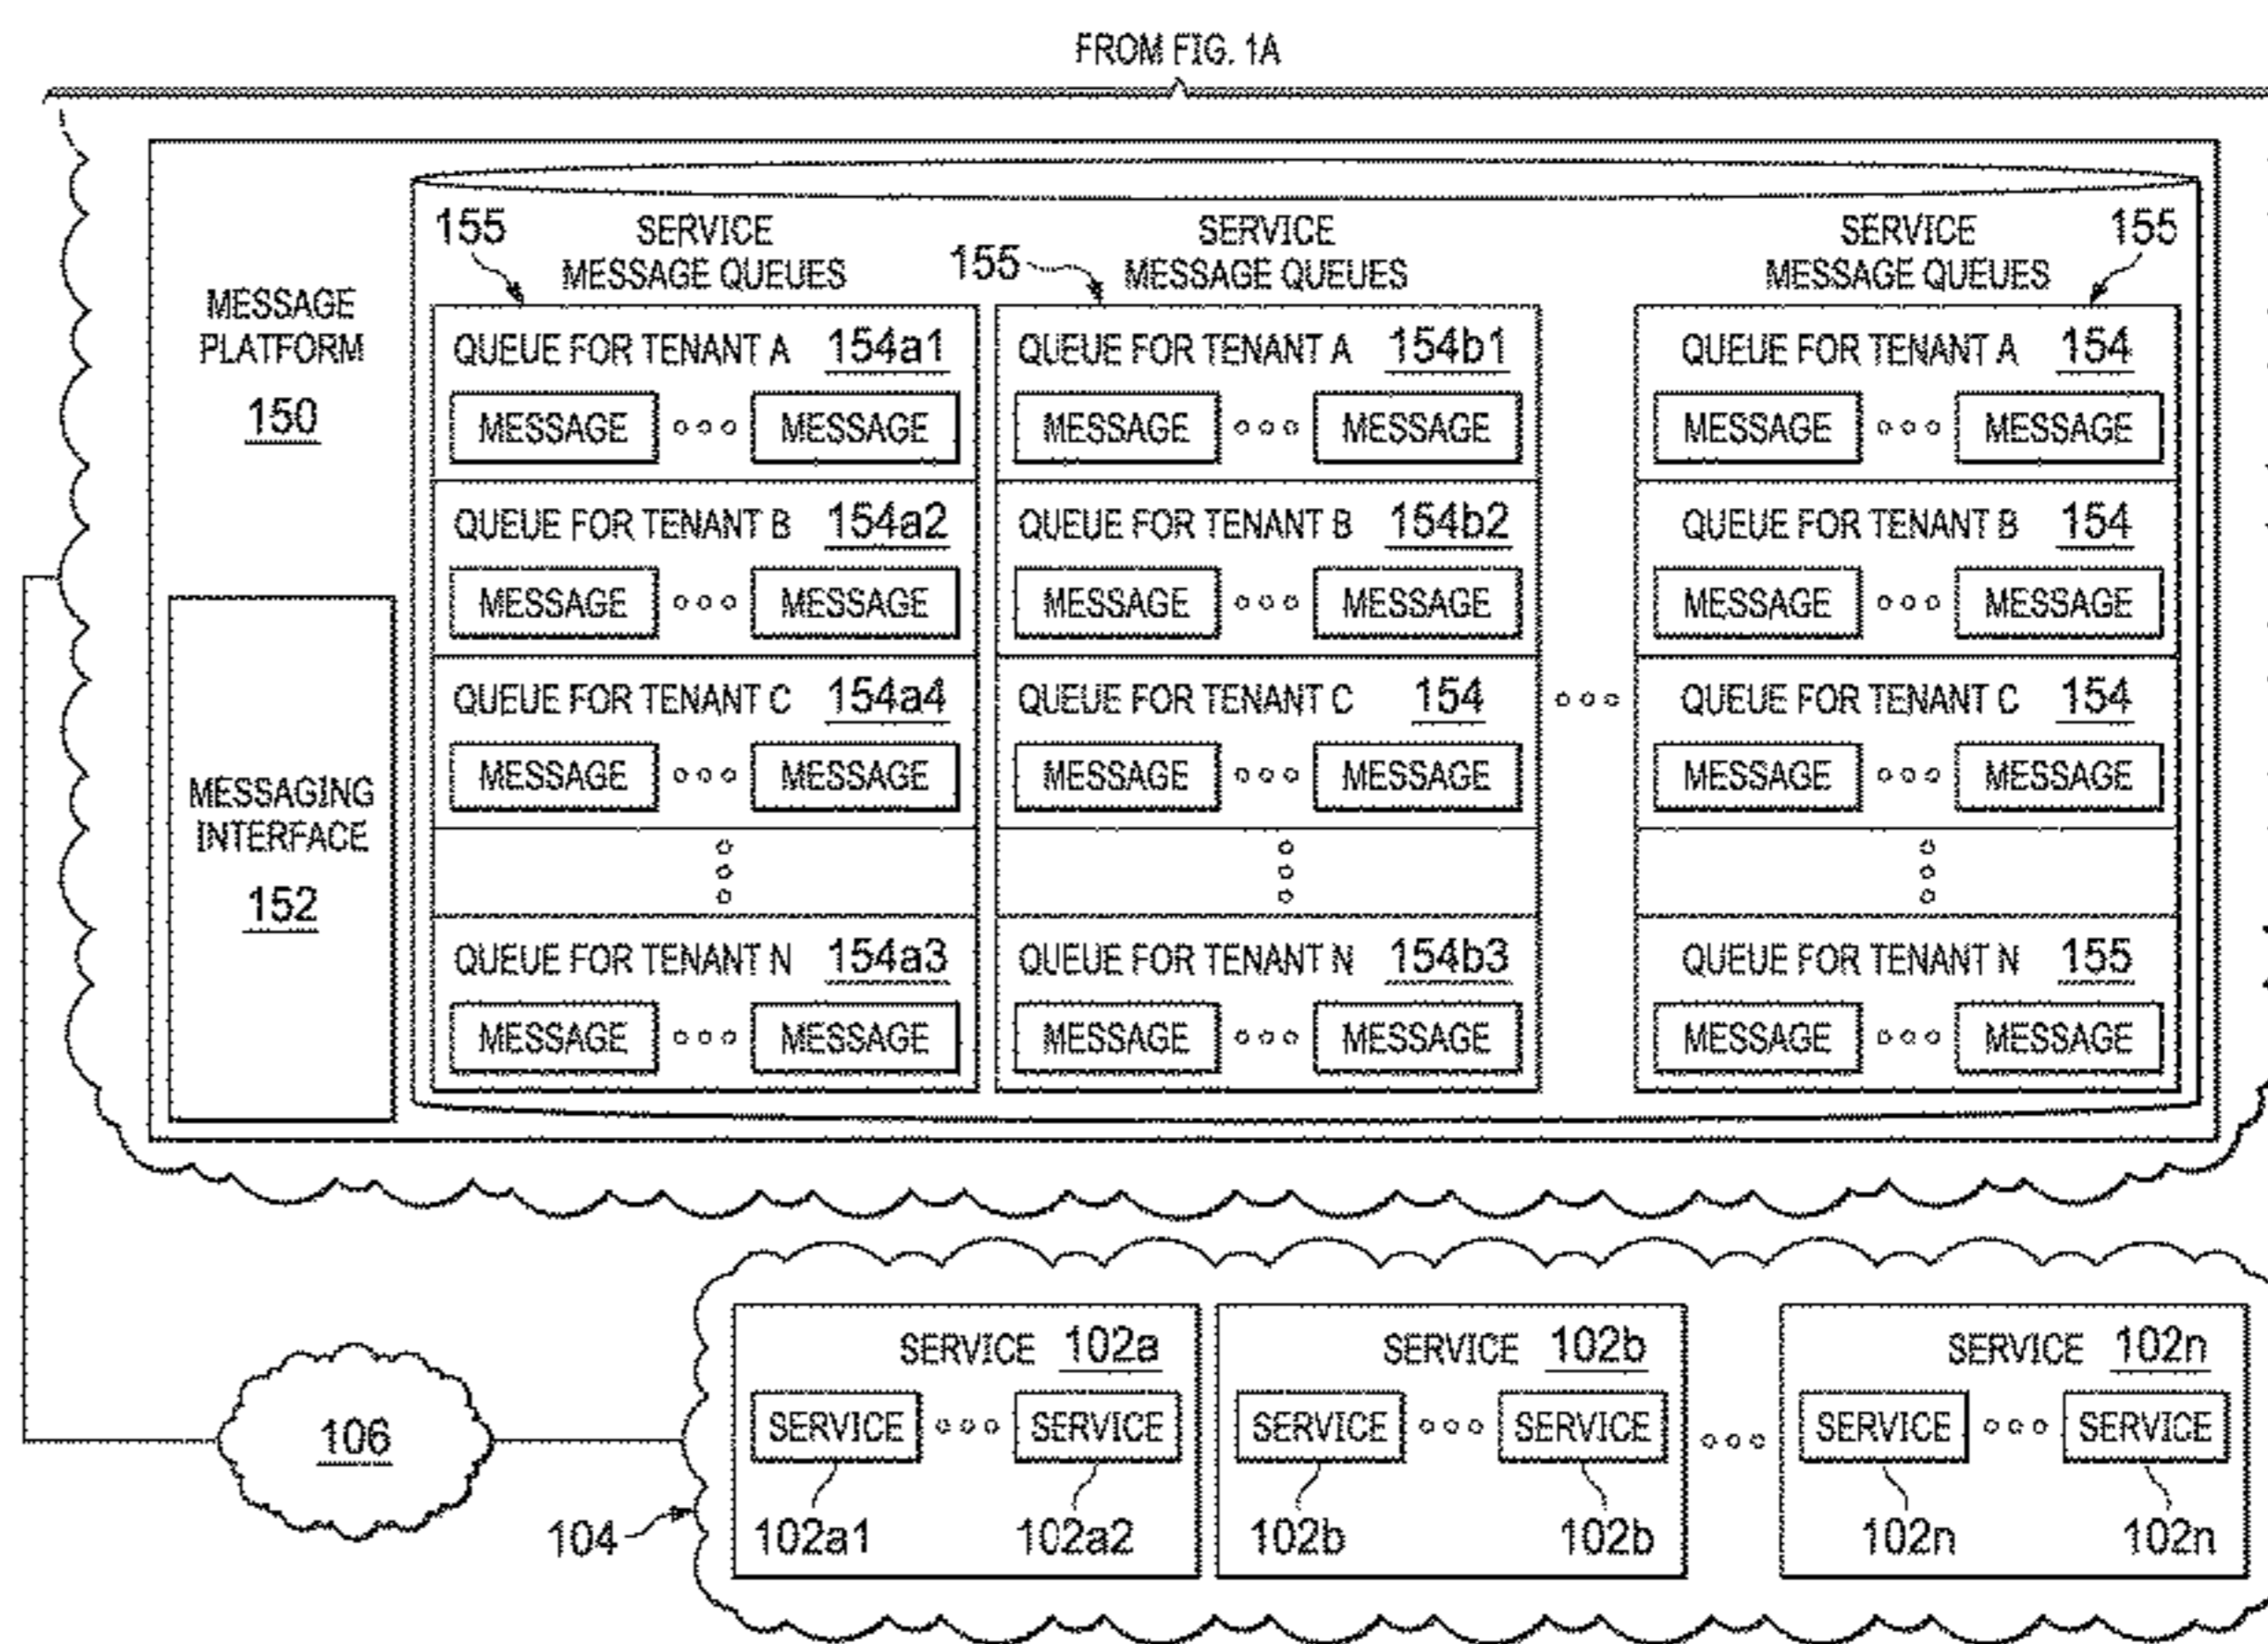 FROM FIG. 1A
MESSAGE
PLATFORM
150
MESSAGING
INTERFACE
152
155
SERVICE
MESSAGE QUEUES
QUEUE FOR TENANT A 154a1
MESSAGE MESSAGE
QUEUE FOR TENANT B 154a2
MESSAGE MESSAGE
QUEUE FOR TENANT C 154a4
MESSAGE MESSAGE
QUEUE FOR TENANT N 154a3
MESSAGE MESSAGE
155
SERVICE
MESSAGE QUEUES
QUEUE FOR TENANT A 154b1
MESSAGE MESSAGE
QUEUE FOR TENANT B 154b2
MESSAGE MESSAGE
QUEUE FOR TENANT C 154
MESSAGE MESSAGE
QUEUE FOR TENANT N 154b3
MESSAGE MESSAGE
SERVICE
MESSAGE QUEUES
155
QUEUE FOR TENANT A 154
MESSAGE MESSAGE
QUEUE FOR TENANT B 154
MESSAGE MESSAGE
QUEUE FOR TENANT C 154
MESSAGE MESSAGE
QUEUE FOR TENANT N 155
MESSAGE MESSAGE
106
104
SERVICE 102a
SERVICE SERVICE
102a1 102a2
SERVICE 102b
SERVICE SERVICE
102b 102b
SERVICE 102n
SERVICE SERVICE
102n 102n